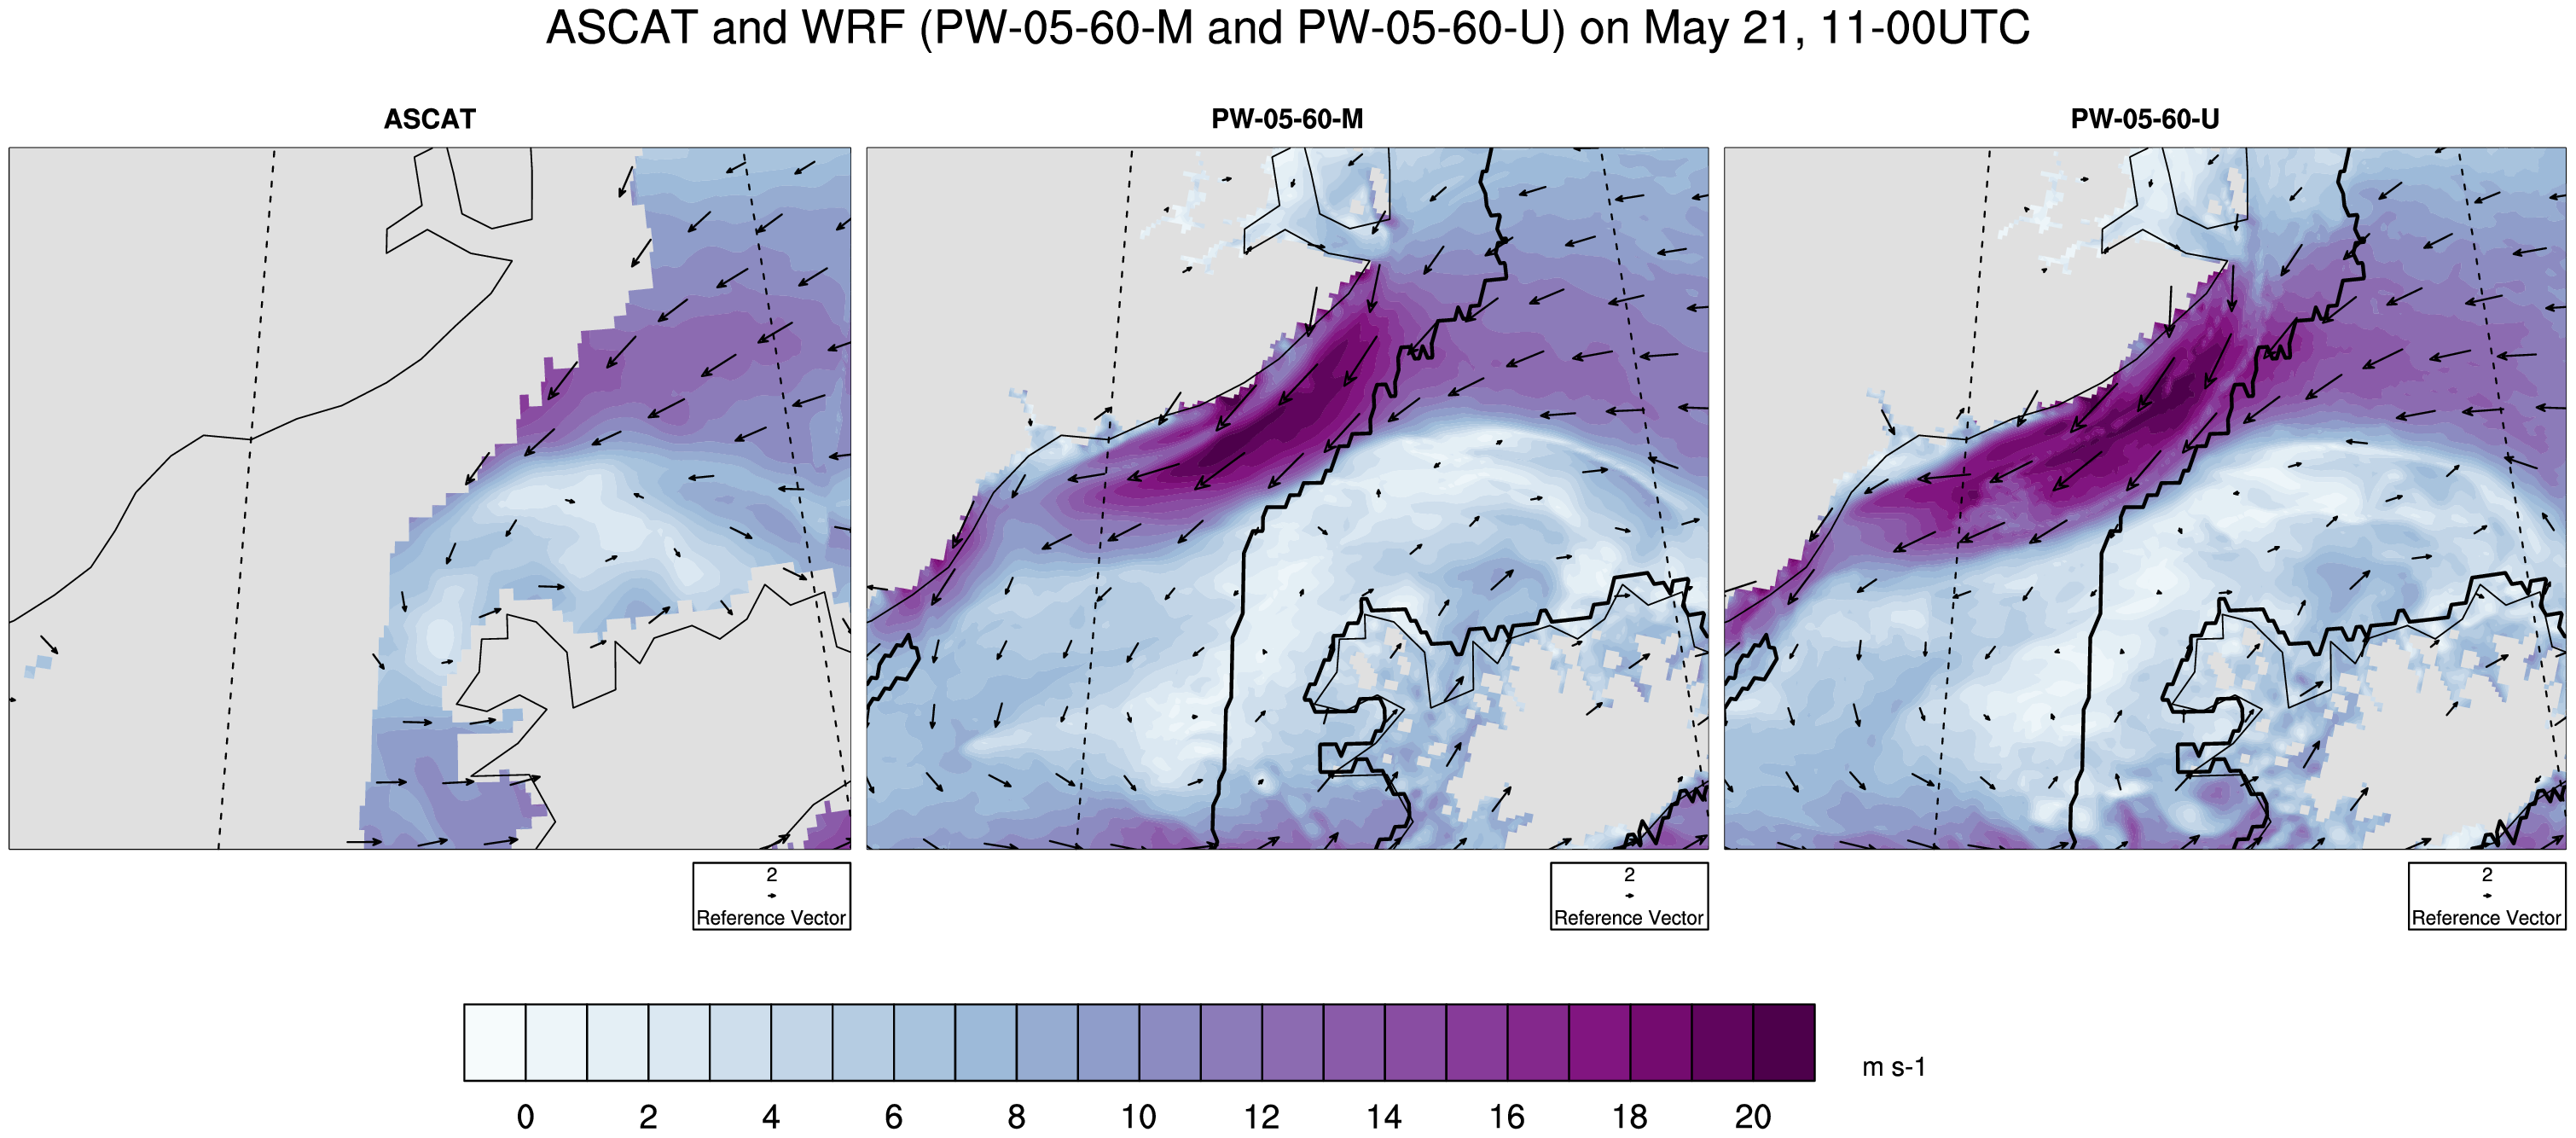 ASCAT and WRF (PW-05-60-M and PW-05-60-U) on May 21, 11-00UTC
ASCAT
PW-05-60-M
PW-05-60-U
2
Reference Vector
2
Reference Vector
2
Reference Vector
m s-1
0 2 4 6 8 10 12 14 16 18 20